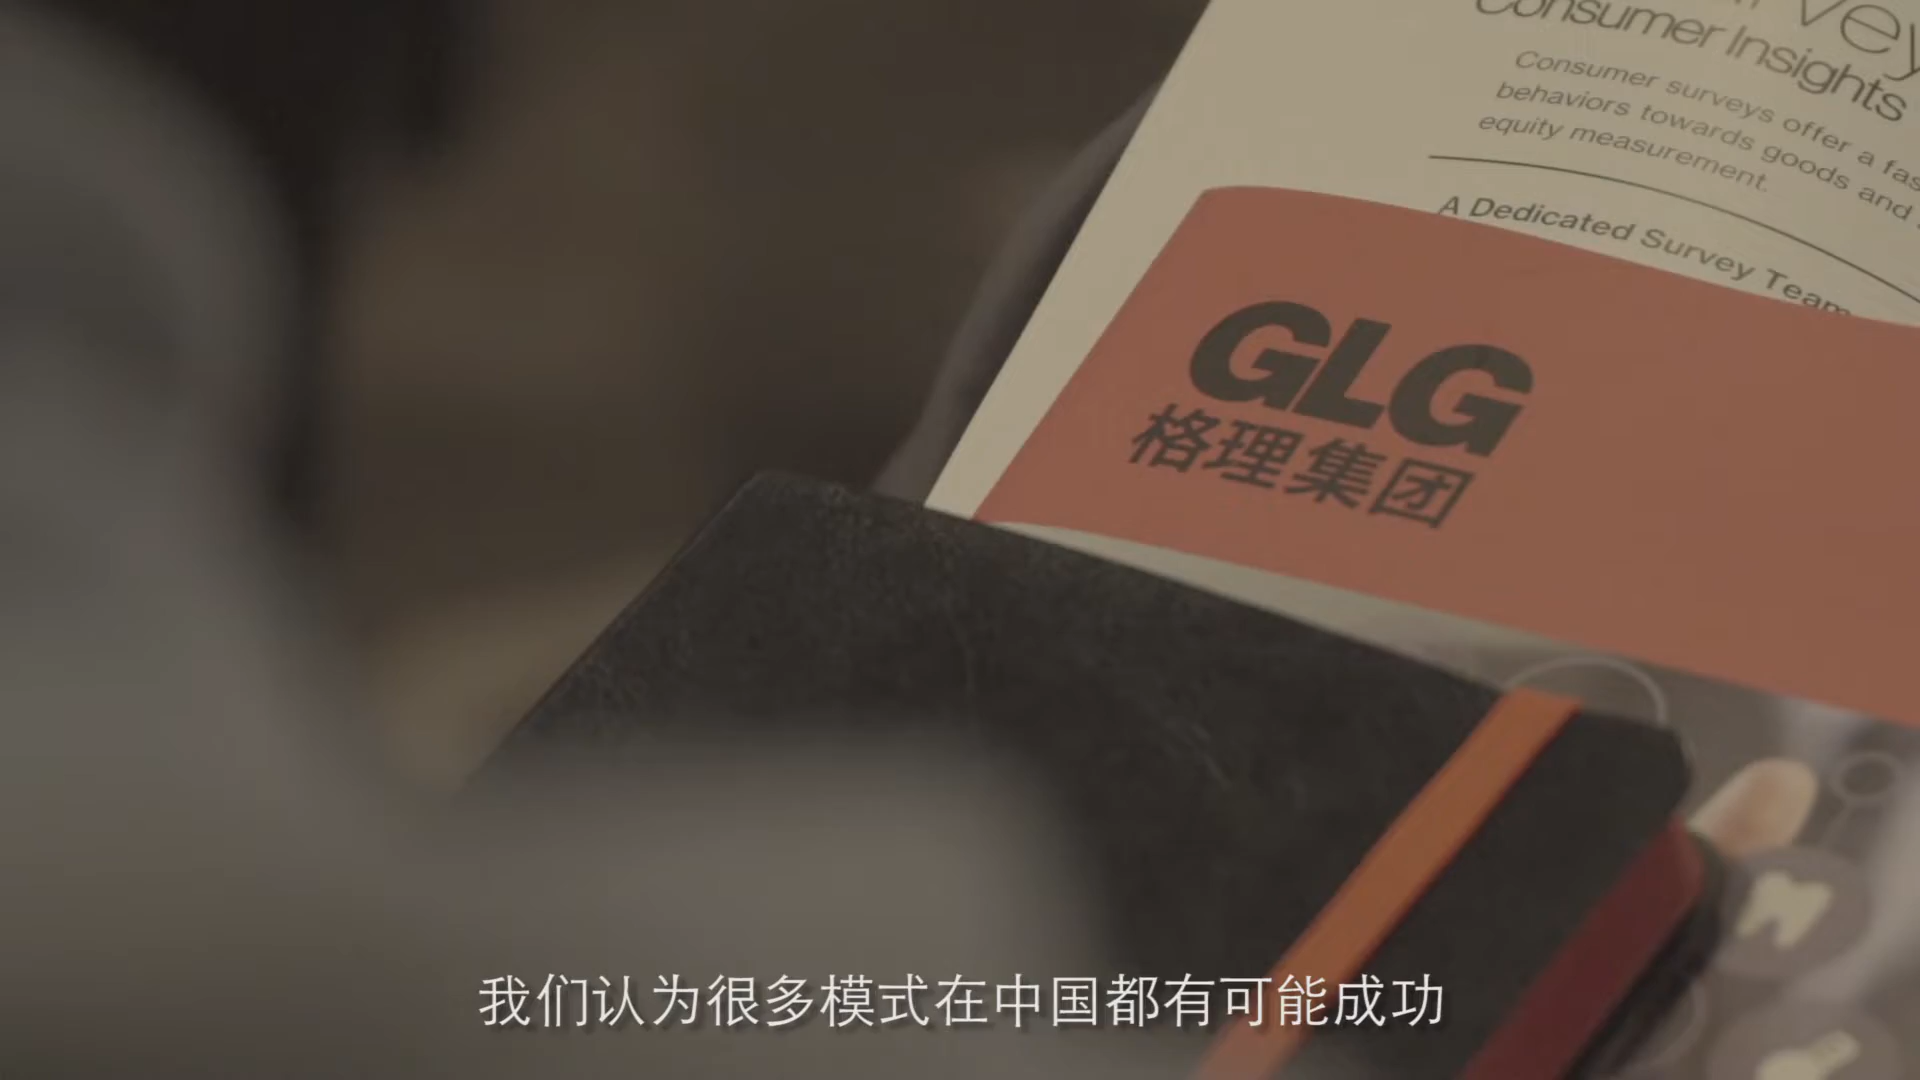 Consumer Insights
Consumer surveys offer a
behaviors towards goods and
equity measurement.
A Dedicated Survey Team
GLG
格理集团
我们认为很多模式在中国都有可能成功